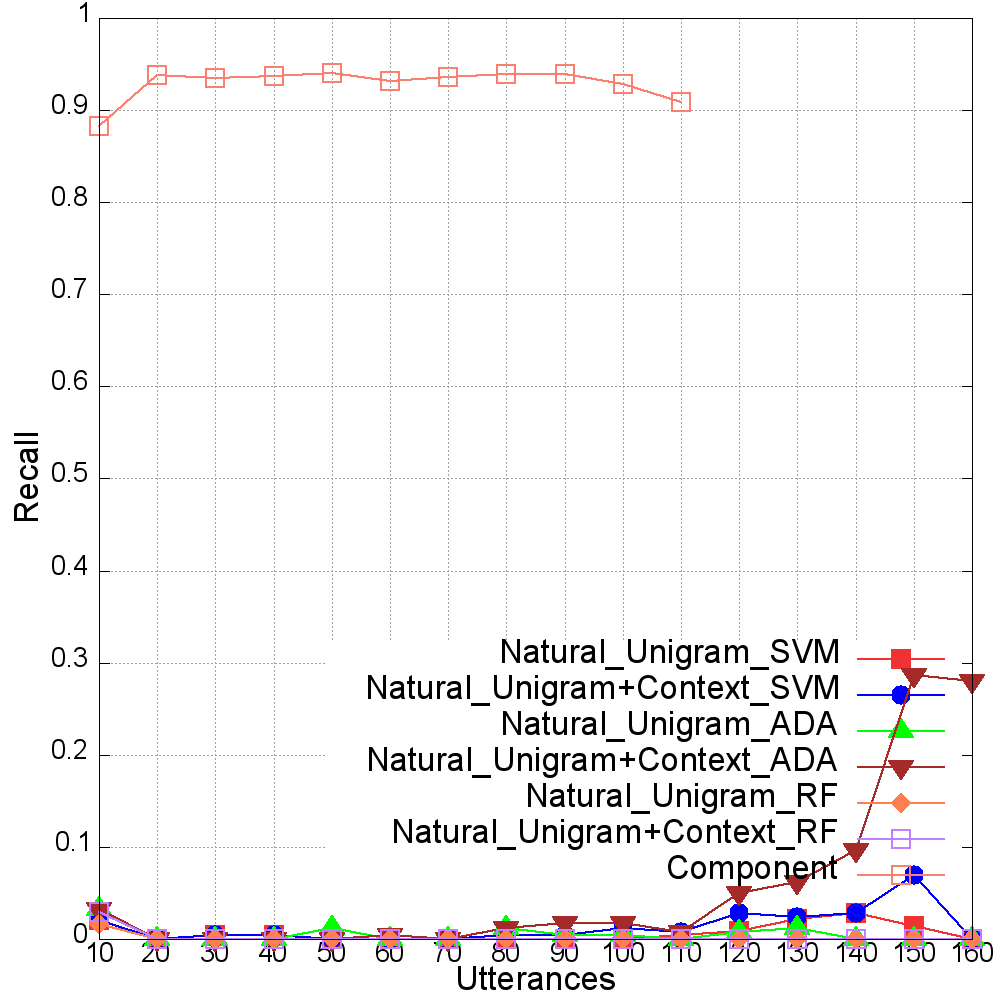 1
0.9
0.8
0.7
0.6
0.5
0.4
0.3
0.2
0.1
0
Recall
Natural_Unigram_SVM
Natural_Unigram+Context_SVM
Natural_Unigram_ADA
Natural_Unigram+Context_ADA
Natural_Unigram_RF
Natural_Unigram+Context_RF
Component
10 20 30 40 50 60 70 80 90 100 110 120 130 140 150 160
Utterances